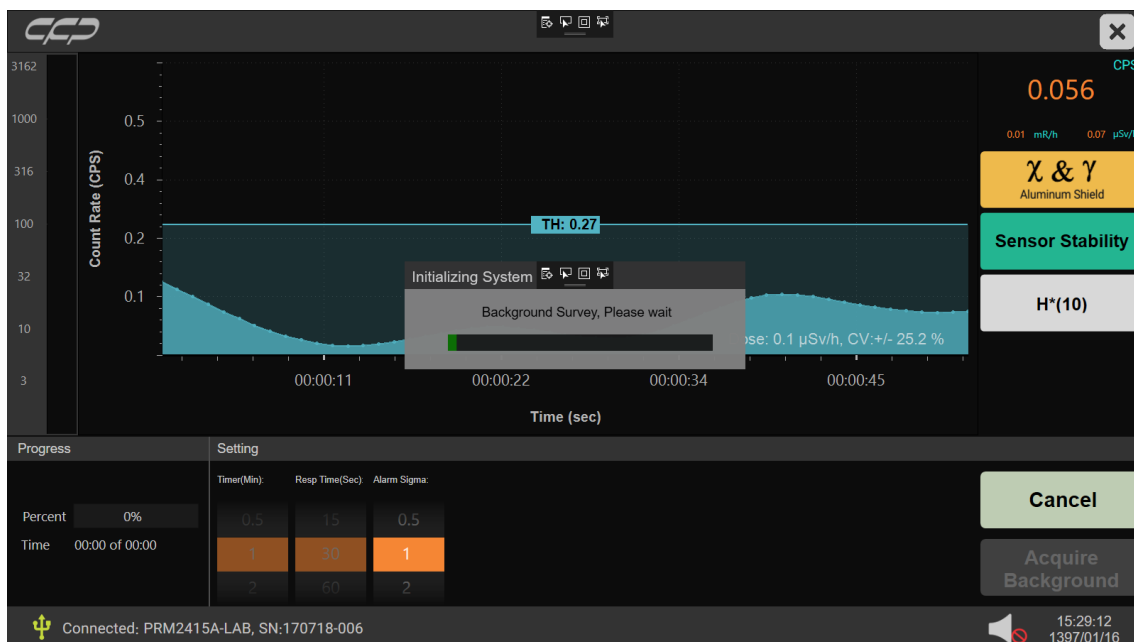 CCP
3162
1000
316
100
32
10
3
Count Rate (CPS)
0.5
0.4
0.2
0.1
TH: 0.27
Initializing System
Background Survey, Please wait
ose: 0.1 µSv/h, CV:+/- 25.2 %
00:00:11
00:00:22
00:00:34
00:00:45
Time (sec)
CPS
0.056
0.01 mR/h 0.07 µSv/h
χ & γ
Aluminum Shield
Sensor Stability
H*(10)
Progress
Percent 0%
Time 00:00 of 00:00
Setting
Timer(Min): Resp Time(Sec): Alarm Sigma:
0.5 15 0.5
1 30 1
2 60 2
Cancel
Acquire
Background
Connected: PRM2415A-LAB, SN:170718-006
15:29:12
1397/01/16